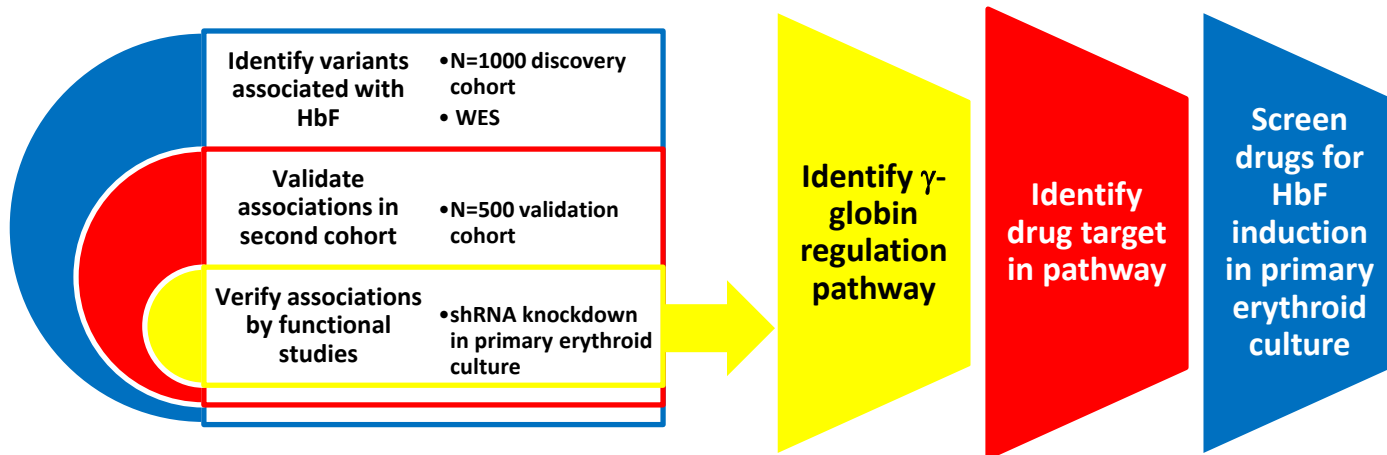 Identify variants
associated with
HbF
•N=1000 discovery
cohort
• WES
Validate
associations in
second cohort
•N=500 validation
cohort
Verify associations
by functional
studies
•shRNA knockdown
in primary erythroid
culture
Identify γ-
globin
regulation
pathway
Identify
drug target
in pathway
Screen
drugs for
HbF
induction
in primary
erythroid
culture